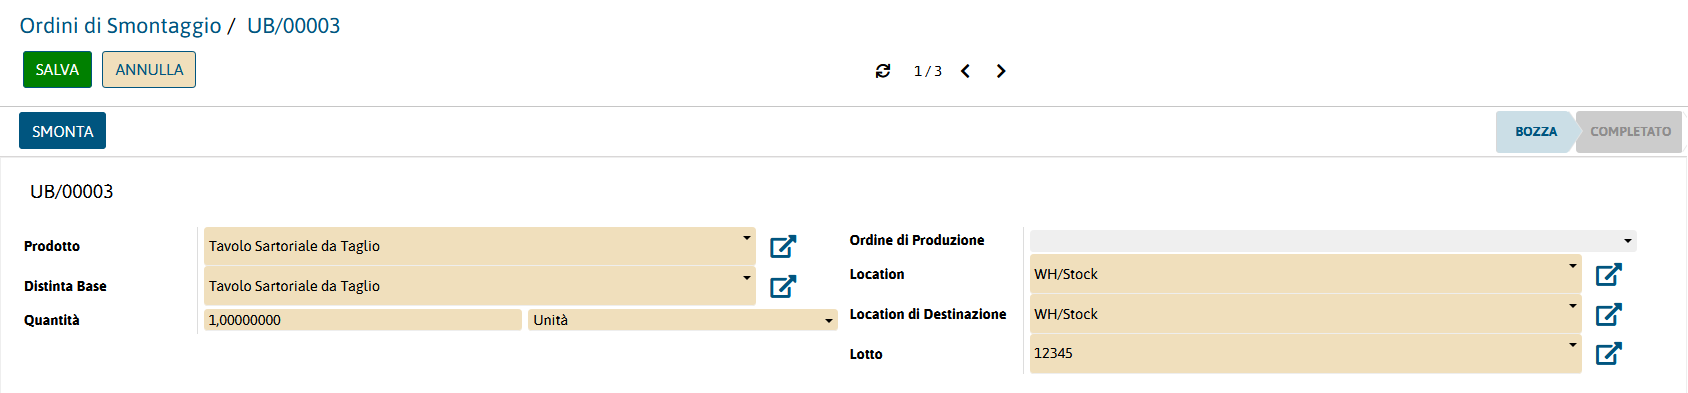 Ordini di Smontaggio / UB/00003
SALVA ANNULLA 1 / 3
SMONTA BOZZA COMPLETATO
UB/00003
Prodotto Tavolo Sartoriale da Taglio
Distinta Base Tavolo Sartoriale da Taglio
Quantità 1,00000000 Unità
Ordine di Produzione
Location WH/Stock
Location di Destinazione WH/Stock
Lotto 12345